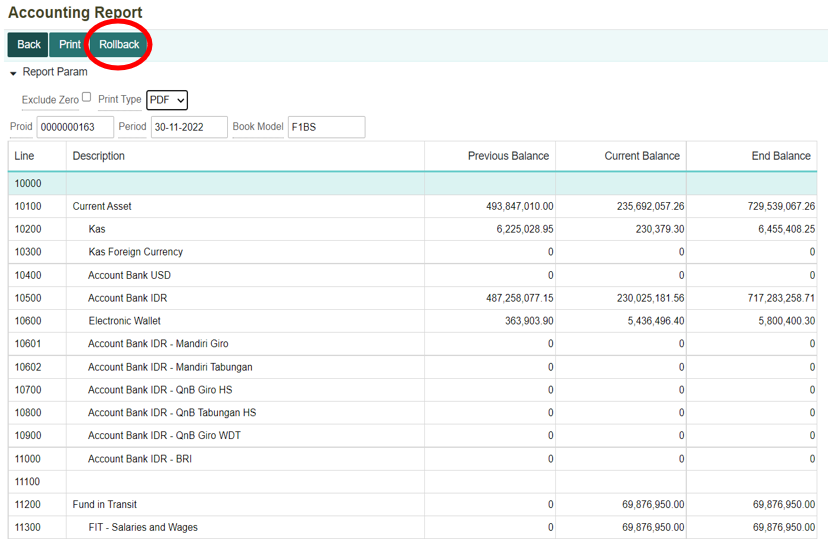 Accounting Report
Back Print Rollback
Report Param
Exclude Zero Print Type PDF
Proid 0000000163 Period 30-11-2022 Book Model F1BS
Line Description Previous Balance Current Balance End Balance
10000
10100 Current Asset 493,847,010.00 235,692,057.26 729,539,067.26
10200 Kas 6,225,028.95 230,379.30 6,455,408.25
10300 Kas Foreign Currency 0 0 0
10400 Account Bank USD 0 0 0
10500 Account Bank IDR 487,258,077.15 230,025,181.56 717,283,258.71
10600 Electronic Wallet 363,903.90 5,436,496.40 5,800,400.30
10601 Account Bank IDR - Mandiri Giro 0 0 0
10602 Account Bank IDR - Mandiri Tabungan 0 0 0
10700 Account Bank IDR - QnB Giro HS 0 0 0
10800 Account Bank IDR - QnB Tabungan HS 0 0 0
10900 Account Bank IDR - QnB Giro WDT 0 0 0
11000 Account Bank IDR - BRI 0 0 0
11100
11200 Fund in Transit 0 69,876,950.00 69,876,950.00
11300 FIT - Salaries and Wages 0 69,876,950.00 69,876,950.00